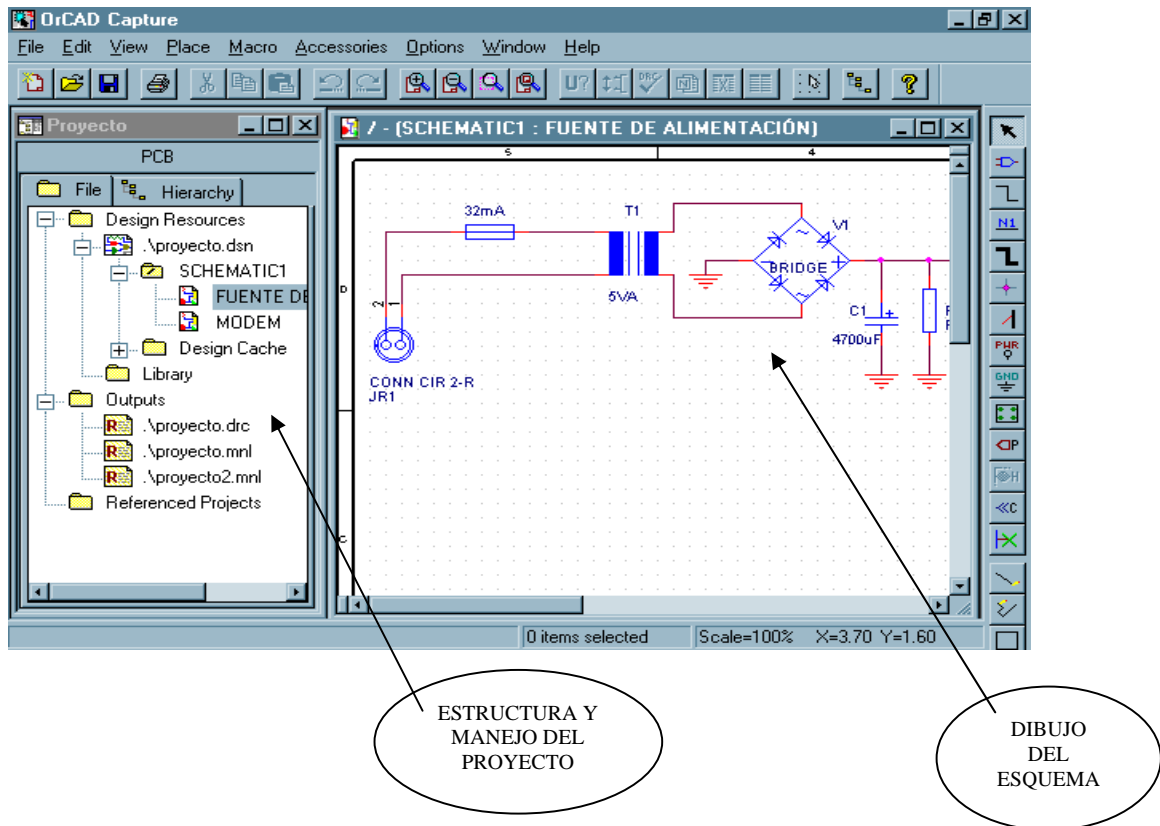 OrCAD Capture
File Edit View Place Macro Accessories Options Window Help
U? DRC
Proyecto
PCB
File Hierarchy
Design Resources
.\proyecto.dsn
SCHEMATIC1
FUENTE DE
MODEM
Design Cache
Library
Outputs
R .\proyecto.drc
R .\proyecto.mnl
R .\proyecto2.mnl
Referenced Projects
/ - (SCHEMATIC1 : FUENTE DE ALIMENTACIÓN)
5 4
D
C
32mA
T1
5VA
V1
BRIDGE
C1
4700uF
R
2 1
CONN CIR 2-R
JR1
N1
PWR
GND
P
H
<<C
0 items selected Scale=100% X=3.70 Y=1.60
ESTRUCTURA Y
MANEJO DEL
PROYECTO
DIBUJO
DEL
ESQUEMA